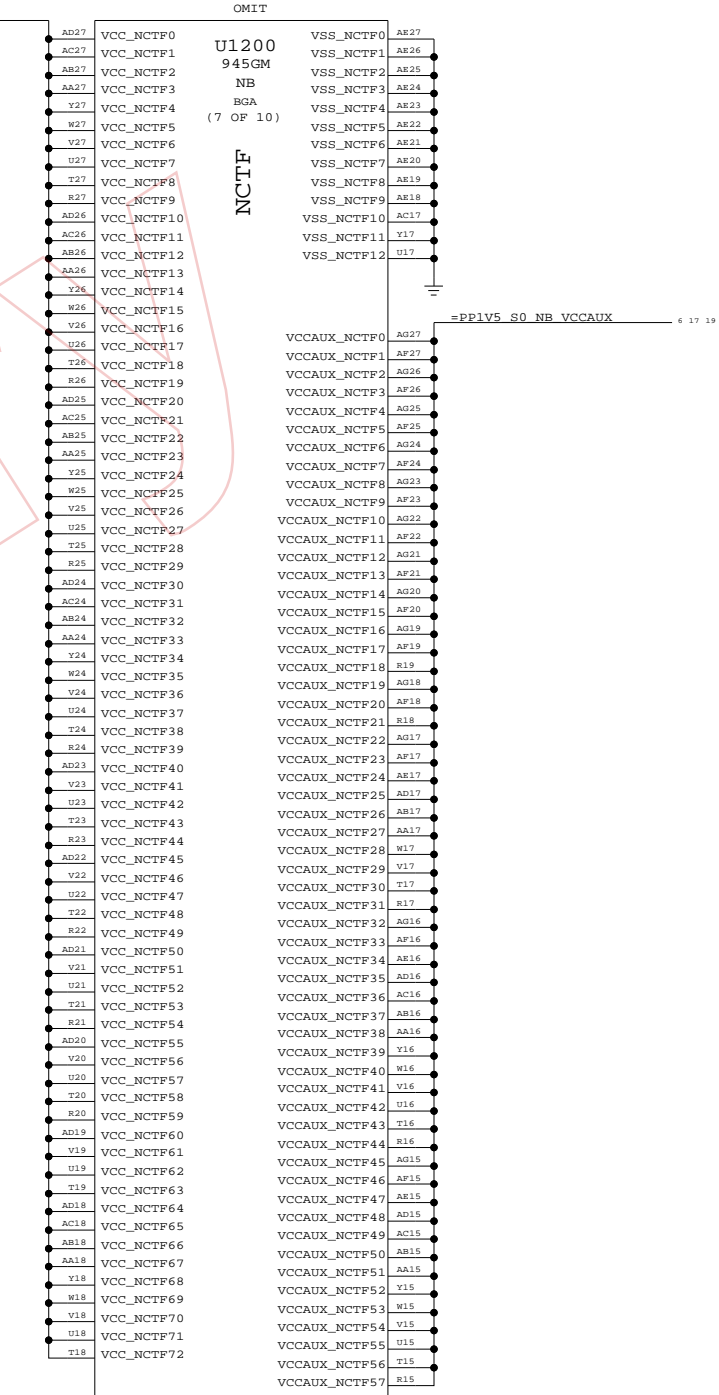 OMIT
U1200
945GM
NB
BGA
(7 OF 10)
NCTF
AD27 VCC_NCTF0
AC27 VCC_NCTF1
AB27 VCC_NCTF2
AA27 VCC_NCTF3
Y27 VCC_NCTF4
W27 VCC_NCTF5
V27 VCC_NCTF6
U27 VCC_NCTF7
T27 VCC_NCTF8
R27 VCC_NCTF9
AD26 VCC_NCTF10
AC26 VCC_NCTF11
AB26 VCC_NCTF12
AA26 VCC_NCTF13
Y26 VCC_NCTF14
W26 VCC_NCTF15
V26 VCC_NCTF16
U26 VCC_NCTF17
T26 VCC_NCTF18
R26 VCC_NCTF19
AD25 VCC_NCTF20
AC25 VCC_NCTF21
AB25 VCC_NCTF22
AA25 VCC_NCTF23
Y25 VCC_NCTF24
W25 VCC_NCTF25
V25 VCC_NCTF26
U25 VCC_NCTF27
T25 VCC_NCTF28
R25 VCC_NCTF29
AD24 VCC_NCTF30
AC24 VCC_NCTF31
AB24 VCC_NCTF32
AA24 VCC_NCTF33
Y24 VCC_NCTF34
W24 VCC_NCTF35
V24 VCC_NCTF36
U24 VCC_NCTF37
T24 VCC_NCTF38
R24 VCC_NCTF39
AD23 VCC_NCTF40
V23 VCC_NCTF41
U23 VCC_NCTF42
T23 VCC_NCTF43
R23 VCC_NCTF44
AD22 VCC_NCTF45
V22 VCC_NCTF46
U22 VCC_NCTF47
T22 VCC_NCTF48
R22 VCC_NCTF49
AD21 VCC_NCTF50
V21 VCC_NCTF51
U21 VCC_NCTF52
T21 VCC_NCTF53
R21 VCC_NCTF54
AD20 VCC_NCTF55
V20 VCC_NCTF56
U20 VCC_NCTF57
T20 VCC_NCTF58
R20 VCC_NCTF59
AD19 VCC_NCTF60
V19 VCC_NCTF61
U19 VCC_NCTF62
T19 VCC_NCTF63
AD18 VCC_NCTF64
AC18 VCC_NCTF65
AB18 VCC_NCTF66
AA18 VCC_NCTF67
Y18 VCC_NCTF68
W18 VCC_NCTF69
V18 VCC_NCTF70
U18 VCC_NCTF71
T18 VCC_NCTF72
VSS_NCTF0 AE27
VSS_NCTF1 AE26
VSS_NCTF2 AE25
VSS_NCTF3 AE24
VSS_NCTF4 AE23
VSS_NCTF5 AE22
VSS_NCTF6 AE21
VSS_NCTF7 AE20
VSS_NCTF8 AE19
VSS_NCTF9 AE18
VSS_NCTF10 AC17
VSS_NCTF11 Y17
VSS_NCTF12 U17
=PP1V5_S0_NB_VCCAUX 6 17 19
VCCAUX_NCTF0 AG27
VCCAUX_NCTF1 AF27
VCCAUX_NCTF2 AG26
VCCAUX_NCTF3 AF26
VCCAUX_NCTF4 AG25
VCCAUX_NCTF5 AF25
VCCAUX_NCTF6 AG24
VCCAUX_NCTF7 AF24
VCCAUX_NCTF8 AG23
VCCAUX_NCTF9 AF23
VCCAUX_NCTF10 AG22
VCCAUX_NCTF11 AF22
VCCAUX_NCTF12 AG21
VCCAUX_NCTF13 AF21
VCCAUX_NCTF14 AG20
VCCAUX_NCTF15 AF20
VCCAUX_NCTF16 AG19
VCCAUX_NCTF17 AF19
VCCAUX_NCTF18 R19
VCCAUX_NCTF19 AG18
VCCAUX_NCTF20 AF18
VCCAUX_NCTF21 R18
VCCAUX_NCTF22 AG17
VCCAUX_NCTF23 AF17
VCCAUX_NCTF24 AE17
VCCAUX_NCTF25 AD17
VCCAUX_NCTF26 AB17
VCCAUX_NCTF27 AA17
VCCAUX_NCTF28 W17
VCCAUX_NCTF29 V17
VCCAUX_NCTF30 T17
VCCAUX_NCTF31 R17
VCCAUX_NCTF32 AG16
VCCAUX_NCTF33 AF16
VCCAUX_NCTF34 AE16
VCCAUX_NCTF35 AD16
VCCAUX_NCTF36 AC16
VCCAUX_NCTF37 AB16
VCCAUX_NCTF38 AA16
VCCAUX_NCTF39 Y16
VCCAUX_NCTF40 W16
VCCAUX_NCTF41 V16
VCCAUX_NCTF42 U16
VCCAUX_NCTF43 T16
VCCAUX_NCTF44 R16
VCCAUX_NCTF45 AG15
VCCAUX_NCTF46 AF15
VCCAUX_NCTF47 AE15
VCCAUX_NCTF48 AD15
VCCAUX_NCTF49 AC15
VCCAUX_NCTF50 AB15
VCCAUX_NCTF51 AA15
VCCAUX_NCTF52 Y15
VCCAUX_NCTF53 W15
VCCAUX_NCTF54 V15
VCCAUX_NCTF55 U15
VCCAUX_NCTF56 T15
VCCAUX_NCTF57 R15